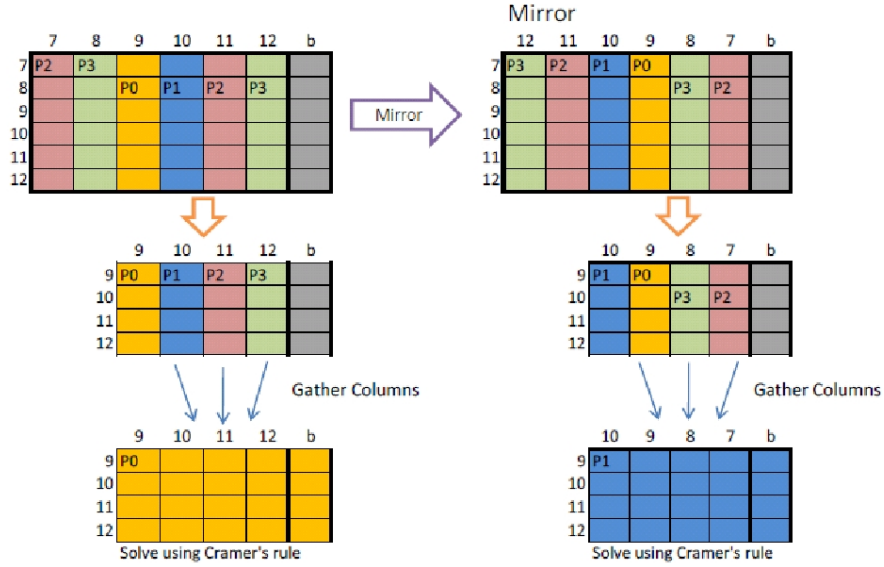 Mirror
7 8 9 10 11 12 b
12 11 10 9 8 7 b
7 P2 P3
8 P0 P1 P2 P3
9
10
11
12
Mirror
7 P3 P2 P1 P0
8 P3 P2
9
10
11
12
9 10 11 12 b
9 P0 P1 P2 P3
10
11
12
10 9 8 7 b
9 P1 P0
10 P3 P2
11
12
Gather Columns
Gather Columns
9 10 11 12 b
9 P0
10
11
12
Solve using Cramer's rule
10 9 8 7 b
9 P1
10
11
12
Solve using Cramer's rule